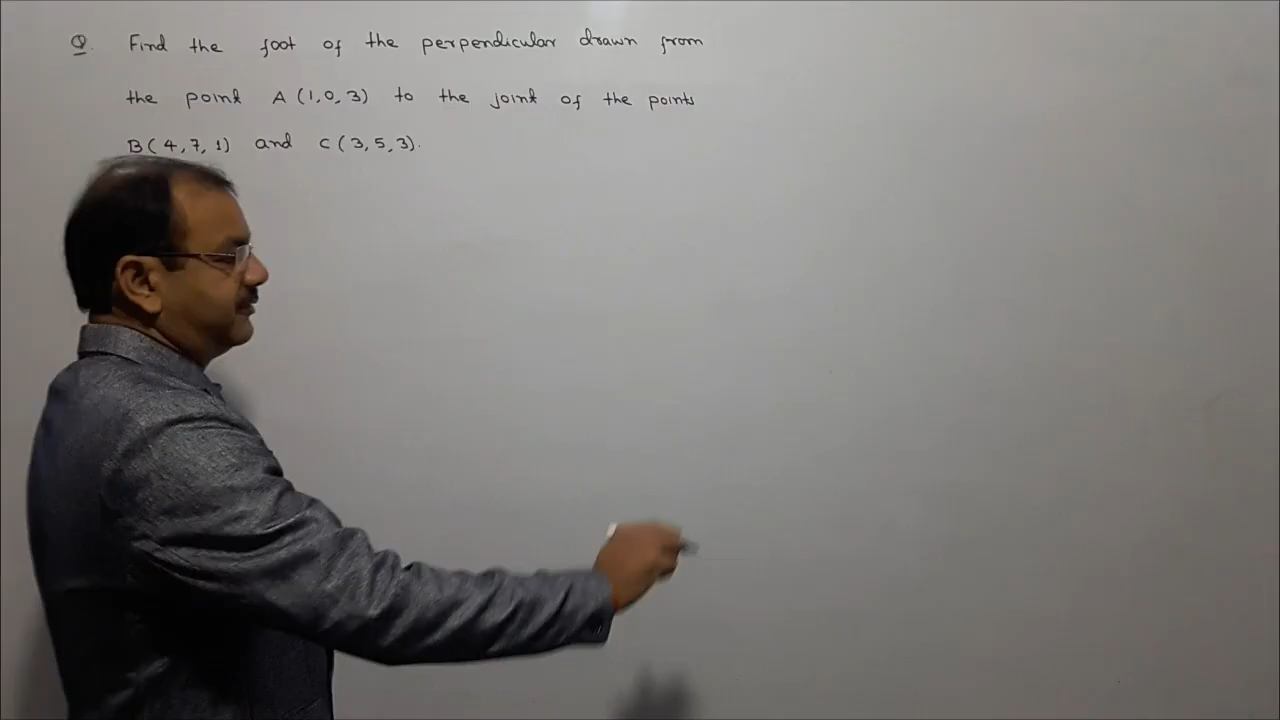 Q. Find the foot of the perpendicular drawn from
the point A (1, 0, 3) to the joint of the points
B( 4, 7, 1) and C( 3, 5, 3).